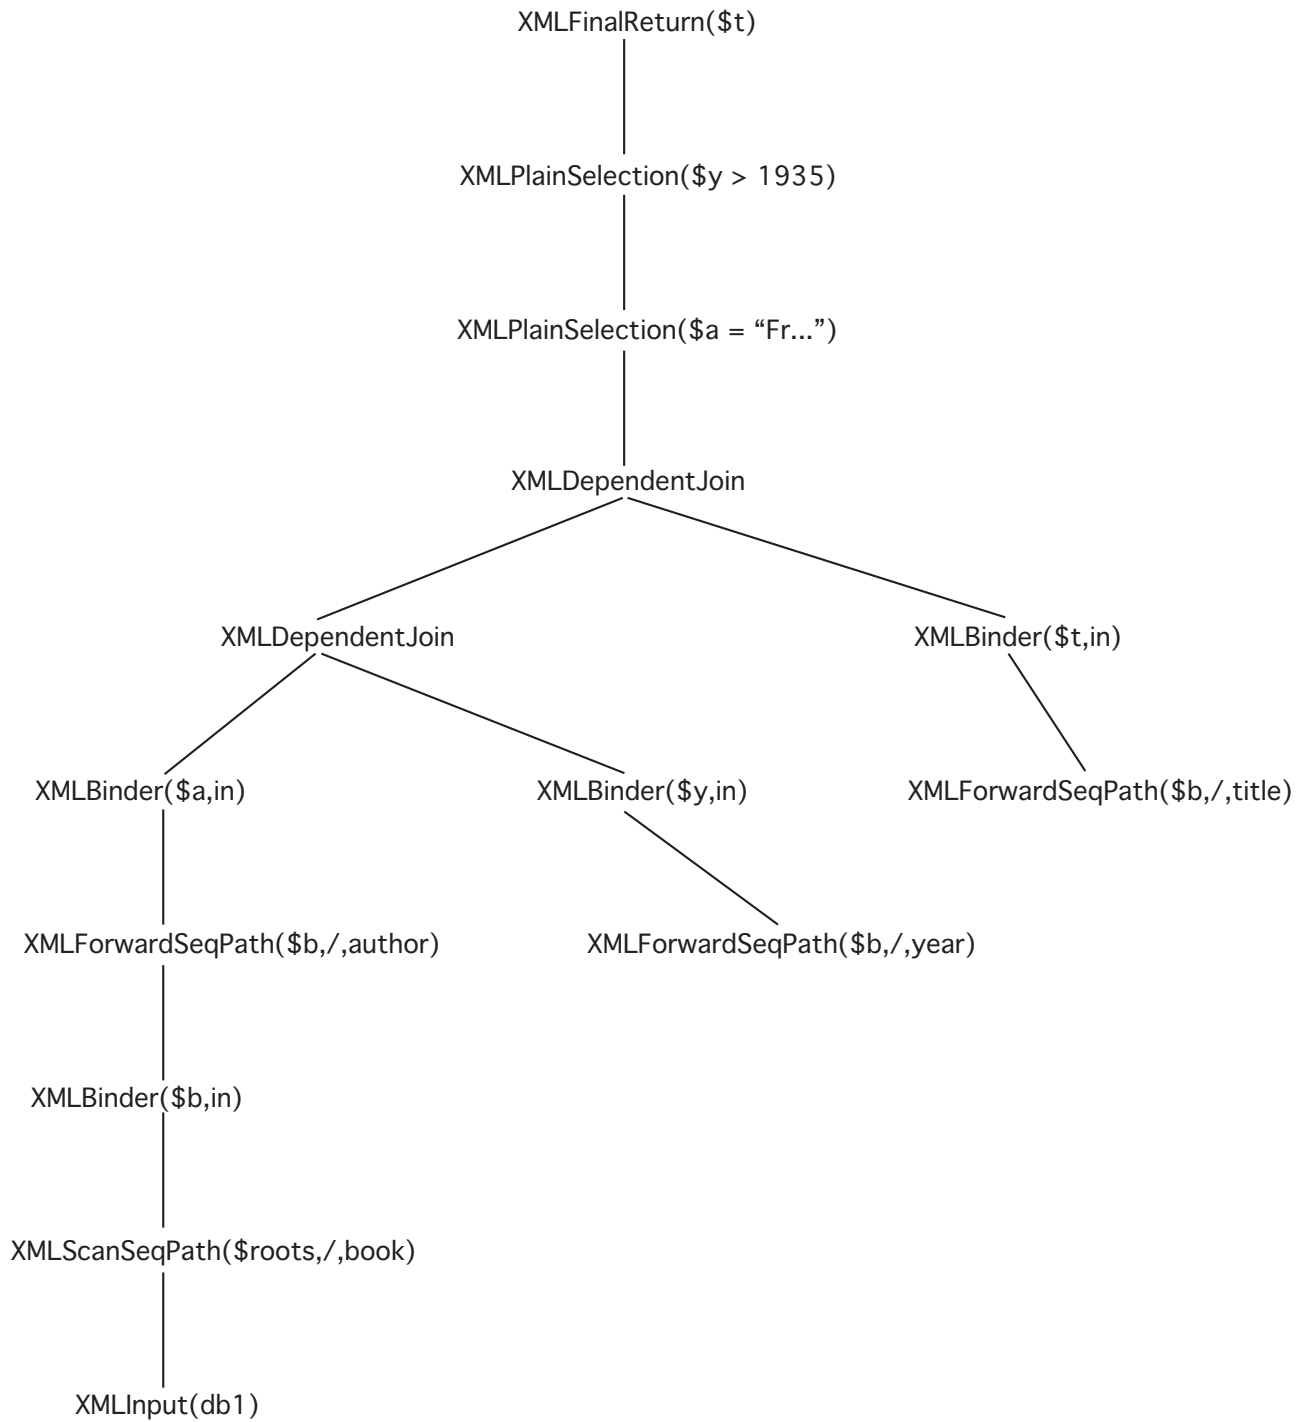 XMLFinalReturn($t)
XMLPlainSelection($y > 1935)
XMLPlainSelection($a = “Fr...”)
XMLDependentJoin
XMLDependentJoin
XMLBinder($t,in)
XMLBinder($a,in)
XMLBinder($y,in)
XMLForwardSeqPath($b,/,title)
XMLForwardSeqPath($b,/,author)
XMLForwardSeqPath($b,/,year)
XMLBinder($b,in)
XMLScanSeqPath($roots,/,book)
XMLInput(db1)